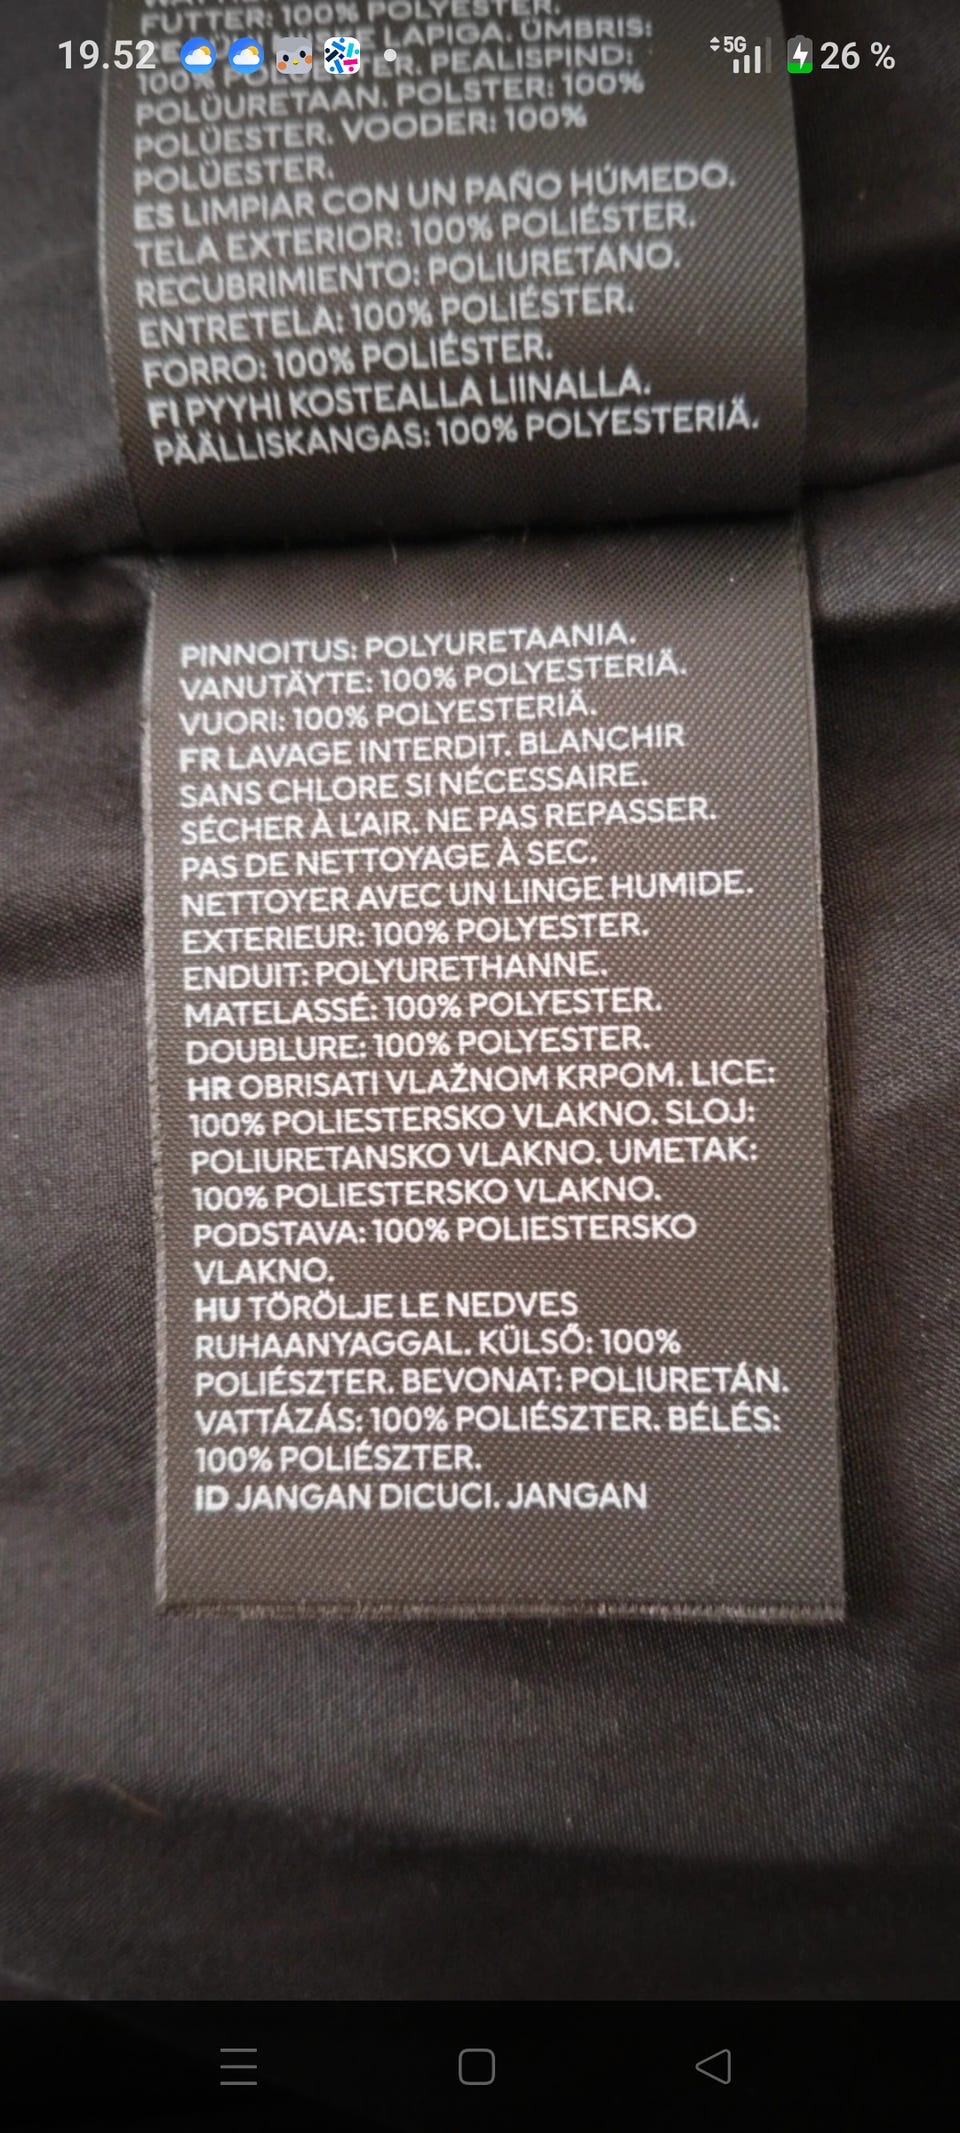 FUTTER: 100% POLYESTER.
LAPIGA. ÜMBRIS:
19.52
5G
26 %
100% PEALISPIND:
POLÜURETAAN. POLSTER: 100%
POLÜESTER. VOODER: 100%
POLÜESTER.
ES LIMPIAR CON UN PAÑO HÚMEDO.
TELA EXTERIOR: 100% POLIÉSTER.
RECUBRIMIENTO: POLIURETANO.
ENTRETELA: 100% POLIÉSTER.
FORRO: 100% POLIÉSTER.
FI PYYHI KOSTEALLA LIINALLA.
PÄÄLLISKANGAS: 100% POLYESTERIÄ.
PINNOITUS: POLYURETAANIA.
VANUTÄYTE: 100% POLYESTERIÄ.
VUORI: 100% POLYESTERIÄ.
FR LAVAGE INTERDIT. BLANCHIR
SANS CHLORE SI NÉCESSAIRE.
SÉCHER À L'AIR. NE PAS REPASSER.
PAS DE NETTOYAGE À SEC.
NETTOYER AVEC UN LINGE HUMIDE.
EXTERIEUR: 100% POLYESTER.
ENDUIT: POLYURETHANNE.
MATELASSÉ: 100% POLYESTER.
DOUBLURE: 100% POLYESTER.
HR OBRISATI VLAŽNOM KRPOM. LICE:
100% POLIESTERSKO VLAKNO. SLOJ:
POLIURETANSKO VLAKNO. UMETAK:
100% POLIESTERSKO VLAKNO.
PODSTAVA: 100% POLIESTERSKO
VLAKNO.
HU TÖRÖLJE LE NEDVES
RUHAANYAGGAL. KÜLSŐ: 100%
POLIÉSZTER. BEVONAT: POLIURETÁN.
VATTÁZÁS: 100% POLIÉSZTER. BÉLÉS:
100% POLIÉSZTER.
ID JANGAN DICUCI. JANGAN